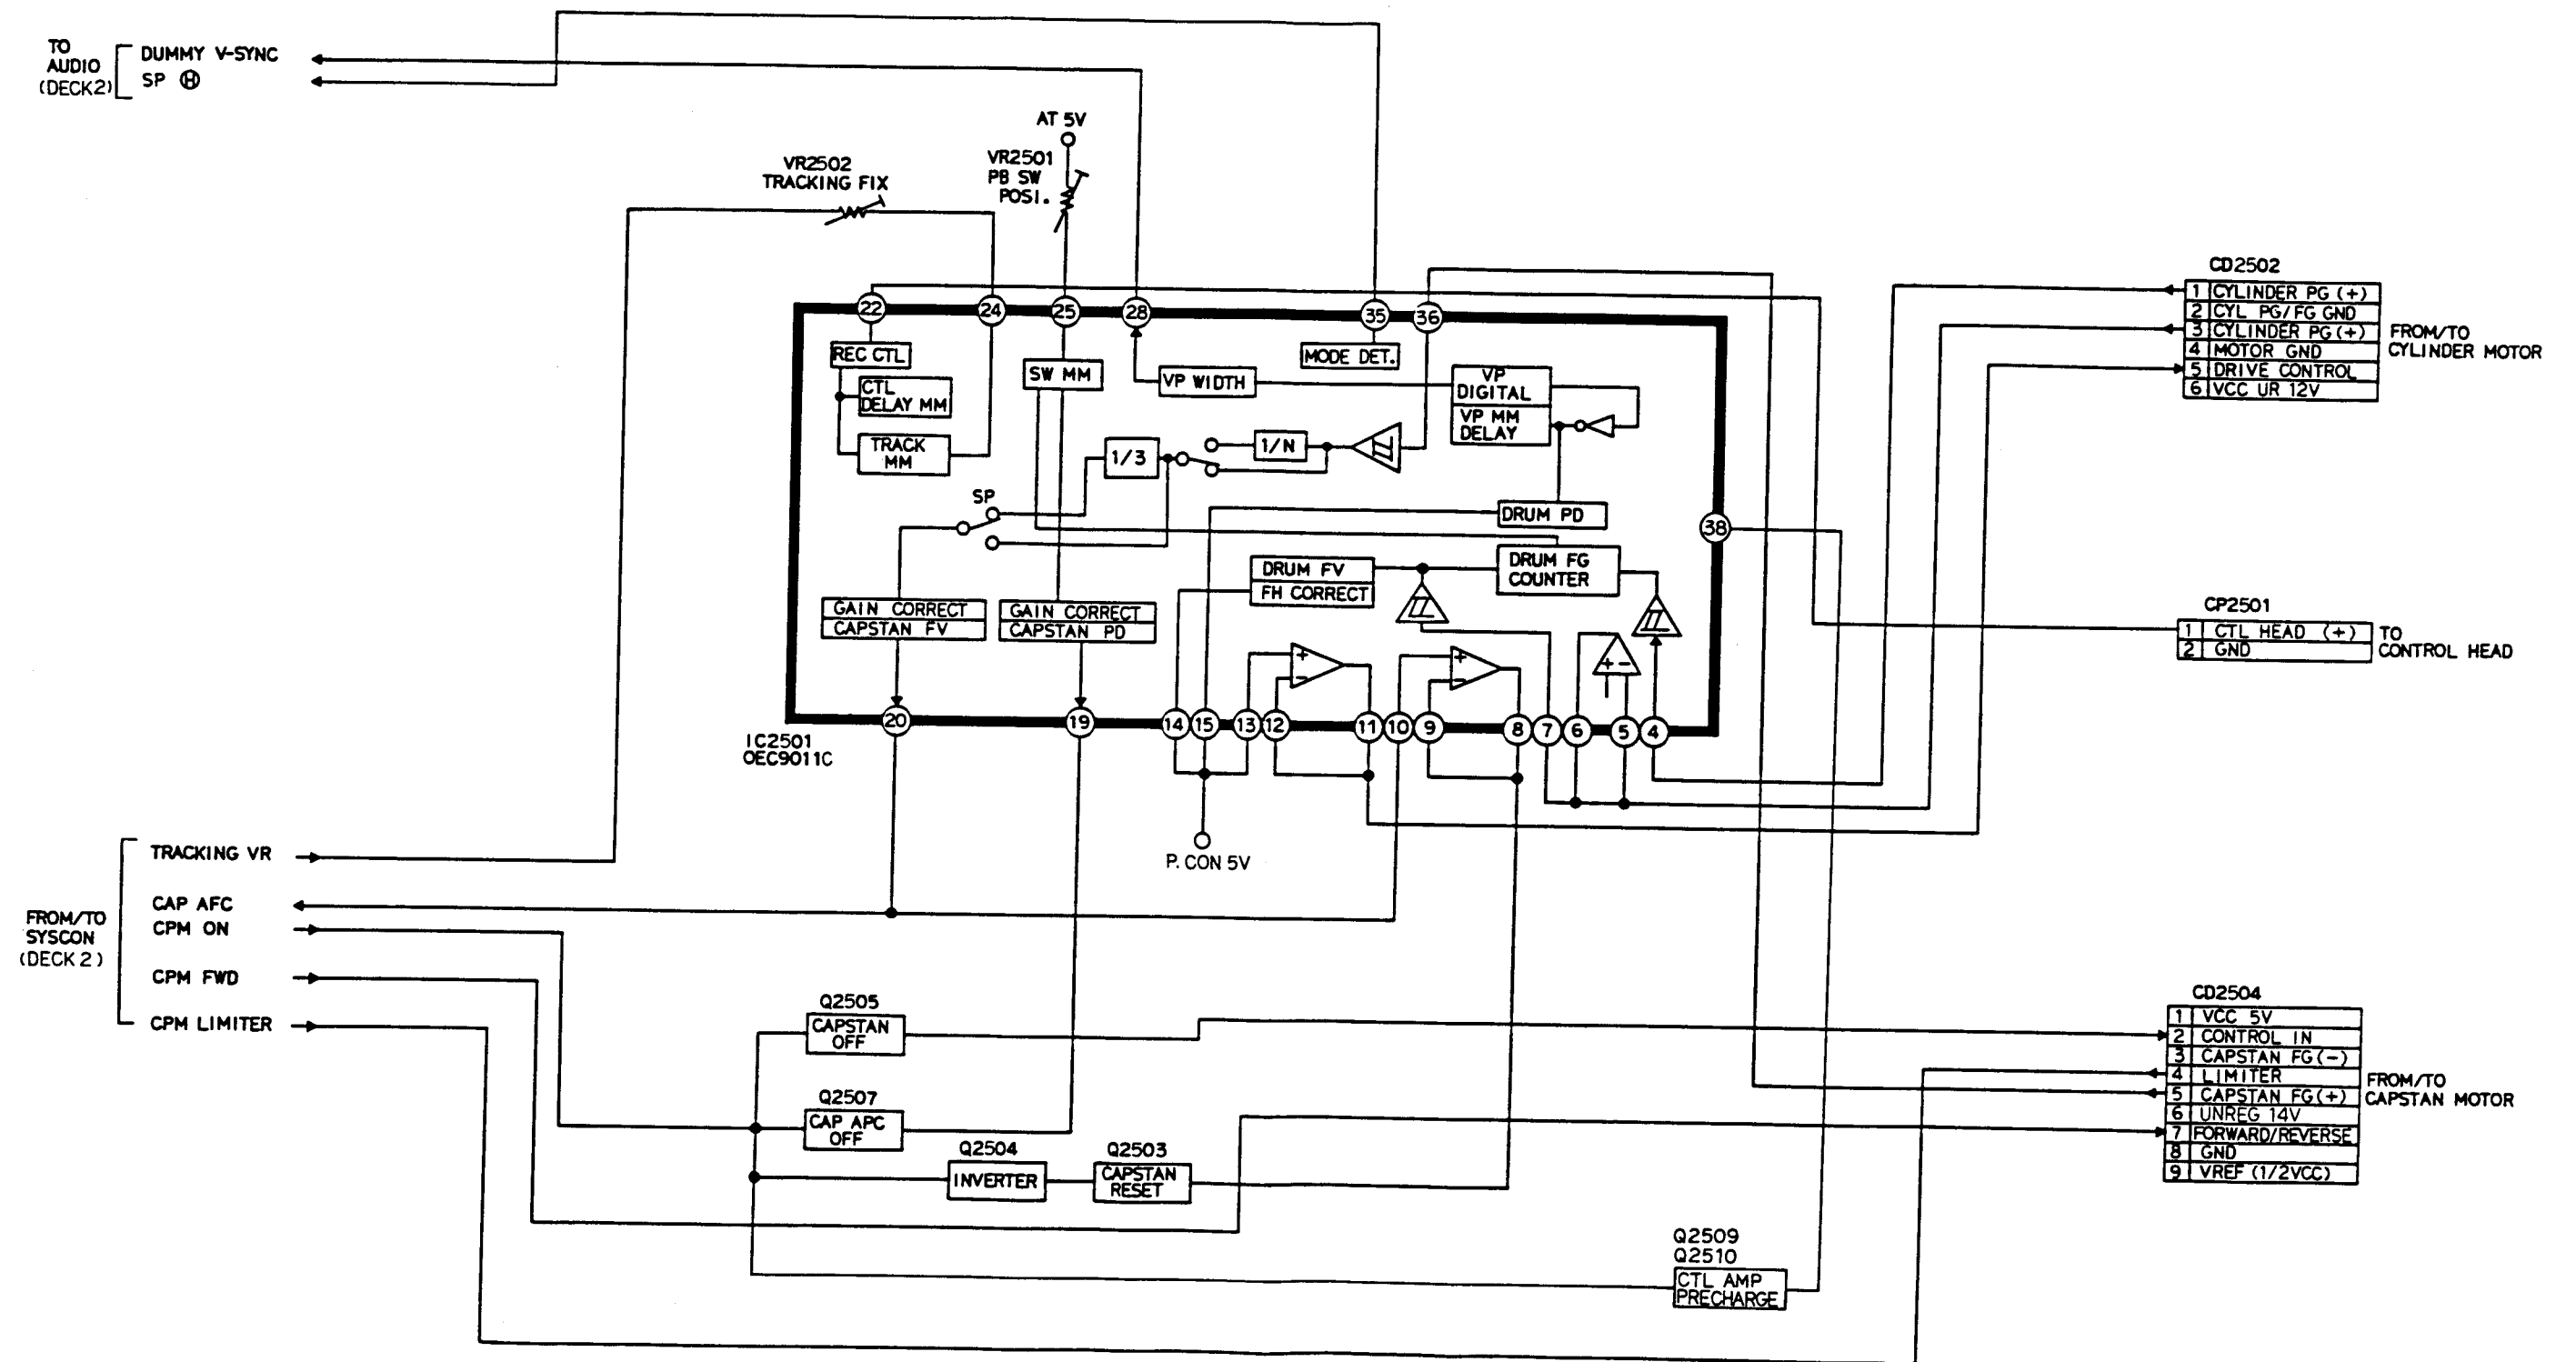 TO
AUDIO
(DECK2)
DUMMY V-SYNC
SP Ⓗ
AT 5V
VR2501
PB SW
POSI.
VR2502
TRACKING FIX
22
24
25
28
35
36
REC CTL
CTL
DELAY MM
TRACK
MM
SW MM
VP WIDTH
MODE DET.
VP
DIGITAL
VP MM
DELAY
1/3
1/N
SP
DRUM PD
38
DRUM FV
FH CORRECT
DRUM FG
COUNTER
GAIN CORRECT
CAPSTAN FV
GAIN CORRECT
CAPSTAN PD
+
-
+
-
+ -
20
19
14
15
13
12
11
10
9
8
7
6
5
4
IC2501
OEC9011C
P. CON 5V
CD2502
1 CYLINDER PG (+)
2 CYL PG/FG GND
3 CYLINDER PG (+)
4 MOTOR GND
5 DRIVE CONTROL
6 VCC UR 12V
FROM/TO
CYLINDER MOTOR
CP2501
1 CTL HEAD (+)
2 GND
TO
CONTROL HEAD
FROM/TO
SYSCON
(DECK 2)
TRACKING VR
CAP AFC
CPM ON
CPM FWD
CPM LIMITER
Q2505
CAPSTAN
OFF
Q2507
CAP APC
OFF
Q2504
INVERTER
Q2503
CAPSTAN
RESET
Q2509
Q2510
CTL AMP
PRECHARGE
CD2504
1 VCC 5V
2 CONTROL IN
3 CAPSTAN FG(-)
4 LIMITER
5 CAPSTAN FG(+)
6 UNREG 14V
7 FORWARD/REVERSE
8 GND
9 VREF (1/2VCC)
FROM/TO
CAPSTAN MOTOR